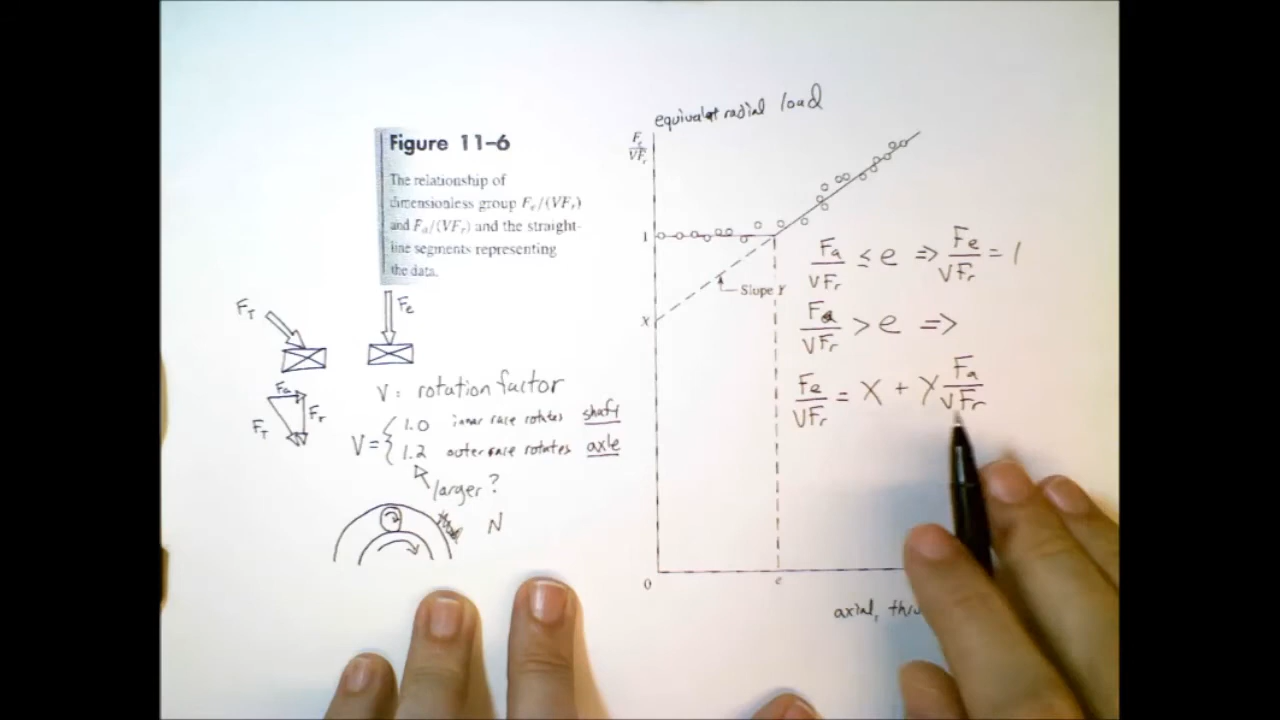 equivalet radial load
Figure 11–6
The relationship of
dimensionless group Fe/(VFr)
and Fa/(VFr) and the straight-
line segments representing
the data.
Fe/VFr
1
X
Slope Y
0
e
axial, thru
Fa/VFr ≤ e ⇒ Fe/VFr = 1
Fa/VFr > e ⇒
Fe/VFr = X + Y Fa/VFr
FT
Fe
Fa
FT
Fr
V: rotation factor
V = { 1.0 inner race rotates shaft
1.2 outer race rotates axle
larger?
N